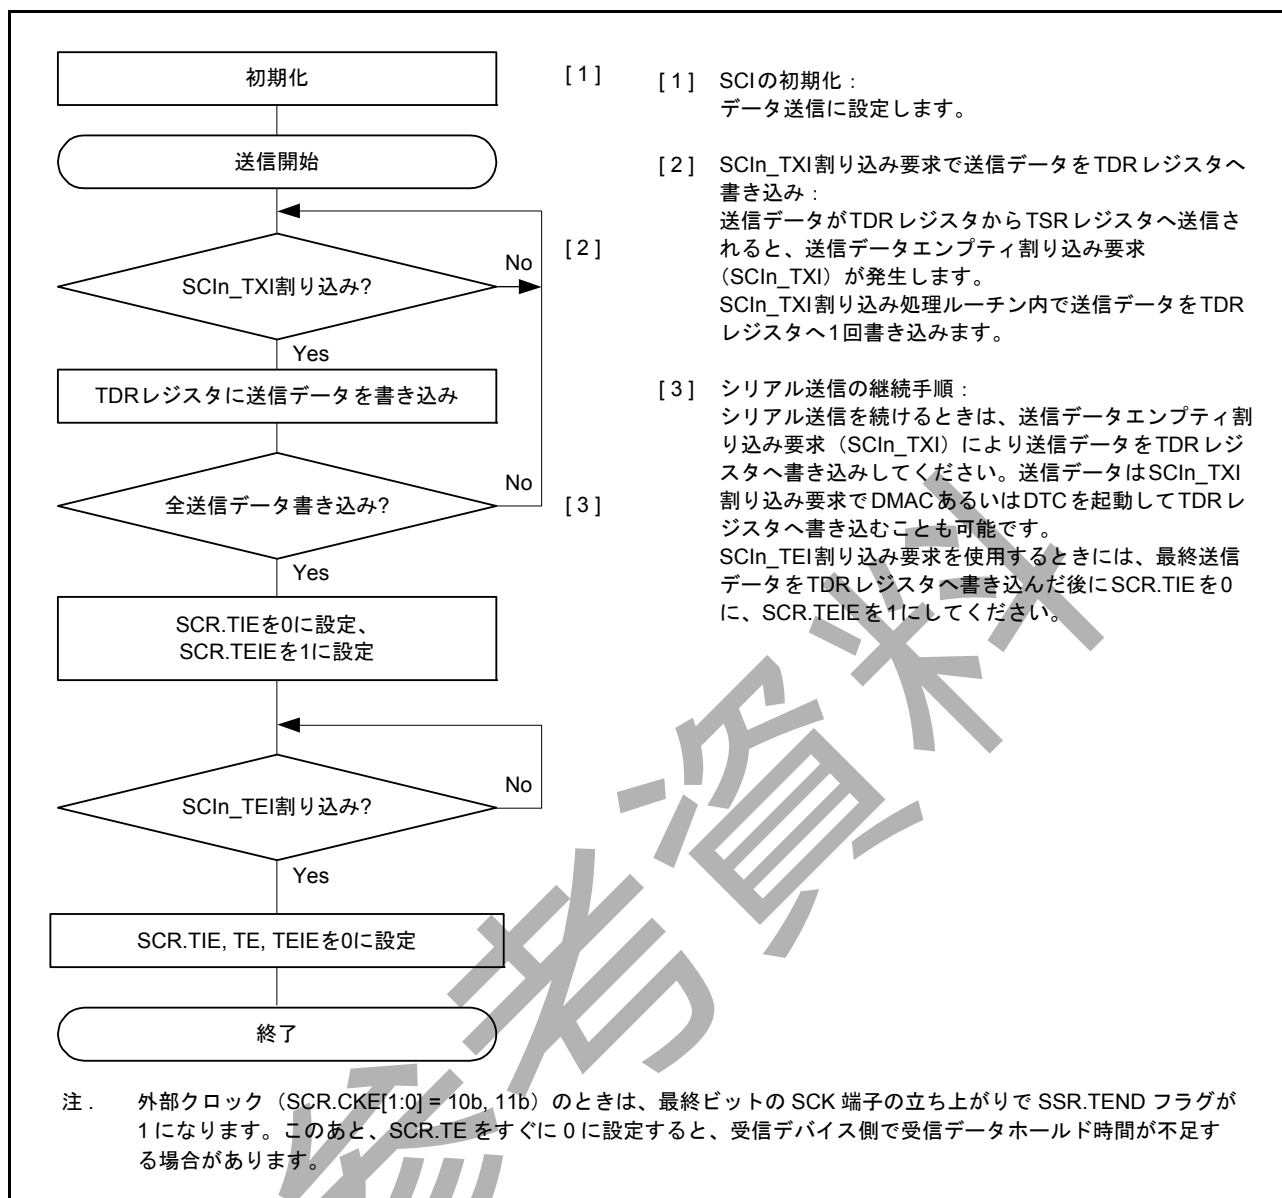 初期化
[ 1 ]
送信開始
[ 2 ]
SCIn_TXI割り込み?
No
Yes
TDRレジスタに送信データを書き込み
全送信データ書き込み?
No
[ 3 ]
Yes
SCR.TIEを0に設定、
SCR.TEIEを1に設定
SCIn_TEI割り込み?
No
Yes
SCR.TIE, TE, TEIEを0に設定
終了
[ 1 ] SCIの初期化：
データ送信に設定します。
[ 2 ] SCIn_TXI割り込み要求で送信データをTDRレジスタへ
書き込み：
送信データがTDRレジスタからTSRレジスタへ送信さ
れると、送信データエンプティ割り込み要求
（SCIn_TXI）が発生します。
SCIn_TXI割り込み処理ルーチン内で送信データをTDR
レジスタへ1回書き込みます。
[ 3 ] シリアル送信の継続手順：
シリアル送信を続けるときは、送信データエンプティ割
り込み要求（SCIn_TXI）により送信データをTDRレジ
スタへ書き込みしてください。送信データはSCIn_TXI
割り込み要求でDMACあるいはDTCを起動してTDRレ
ジスタへ書き込むことも可能です。
SCIn_TEI割り込み要求を使用するときには、最終送信
データをTDRレジスタへ書き込んだ後にSCR.TIEを0
に、SCR.TEIEを1にしてください。
注． 外部クロック（SCR.CKE[1:0] = 10b, 11b）のときは、最終ビットの SCK 端子の立ち上がりで SSR.TEND フラグが
1 になります。このあと、SCR.TE をすぐに 0 に設定すると、受信デバイス側で受信データホールド時間が不足す
る場合があります。
参考資料